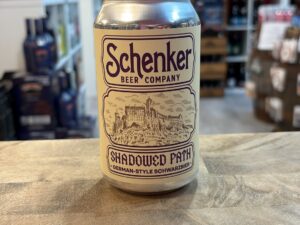 Schenker
BEER COMPANY
SHADOWED PATH
GERMAN-STYLE SCHWARZBIER